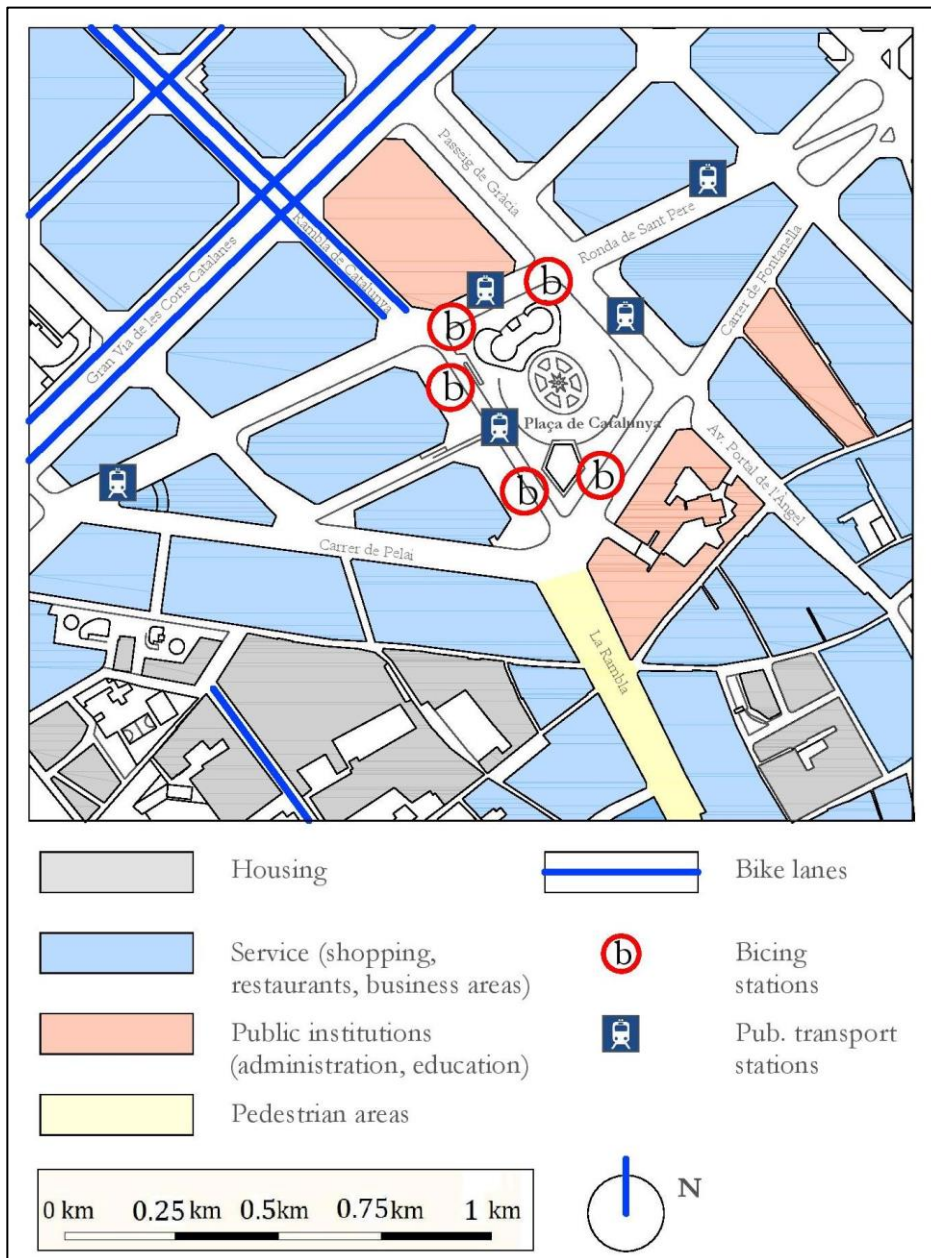 Passeig de Gràcia
Ronda de Sant Pere
Carrer de Fontanella
Rambla de Catalunya
Gran Via de les Corts Catalanes
b
b
b
Plaça de Catalunya
b
b
Av. Portal de l'Àngel
Carrer de Pelai
La Rambla
Housing
Bike lanes
Service (shopping,
restaurants, business areas)
b
Bicing
stations
Public institutions
(administration, education)
Pub. transport
stations
Pedestrian areas
0 km 0.25 km 0.5km 0.75km 1 km
N